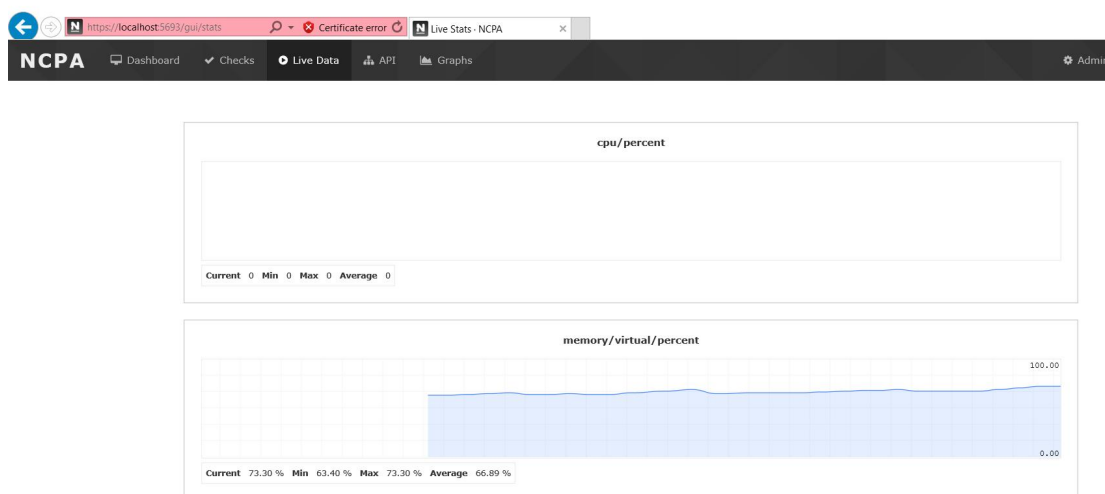 https://localhost:5693/gui/stats Certificate error Live Stats · NCPA
NCPA Dashboard Checks Live Data API Graphs Admin
cpu/percent
Current 0 Min 0 Max 0 Average 0
memory/virtual/percent
100.00
0.00
Current 73.30 % Min 63.40 % Max 73.30 % Average 66.89 %